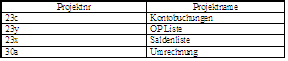 Projektnr Projektname
23c Kontobuchungen
23y OP Liste
23x Saldenliste
30a Umrechnung